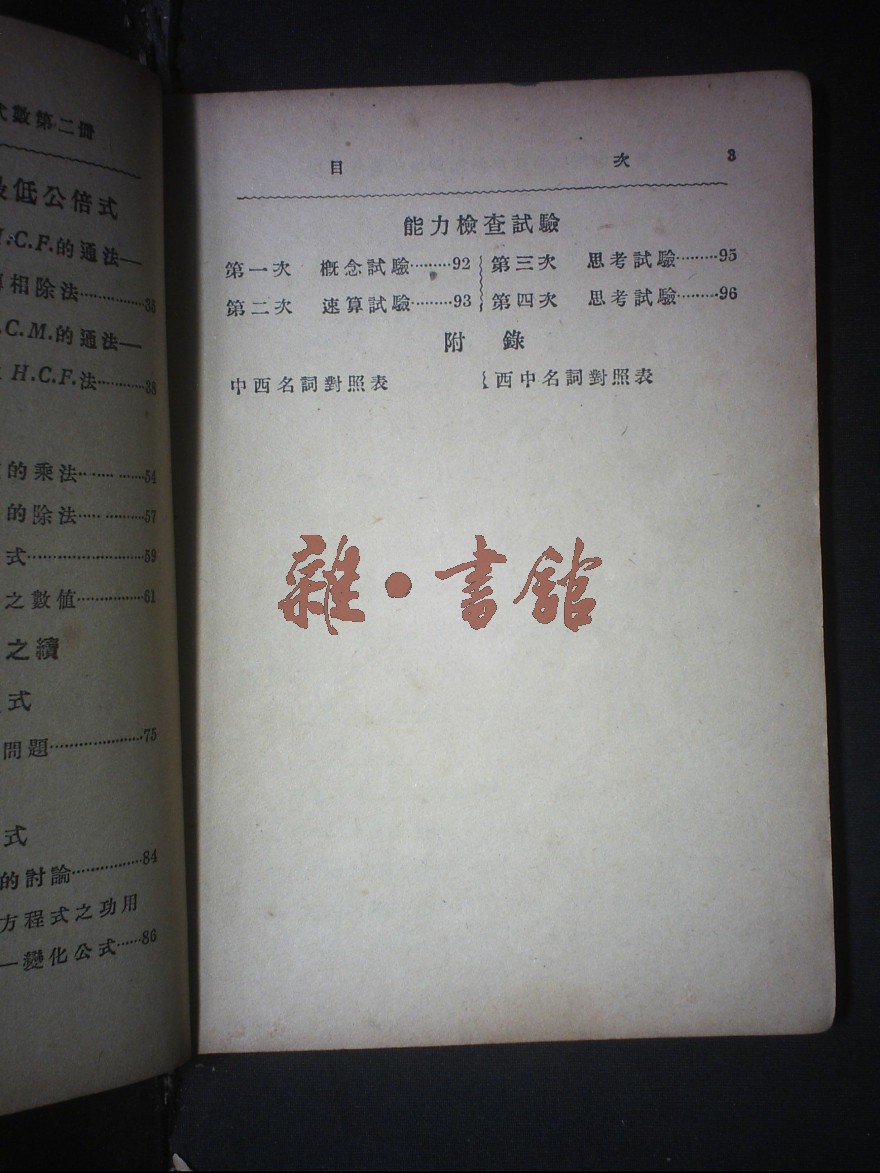 數第二冊
低公倍式
H.C.F.的通法—
相除法……………36
C.M.的通法—
H.C.F.法…………38
的乘法……………54
的除法……………57
式……………………59
之數值……………61
之續
式
問題………………75
式
的討論……………84
方程式之功用
—變化公式……86
目 次 3
能力檢查試驗
第一次 概念試驗………92
第三次 思考試驗………95
第二次 速算試驗………93
第四次 思考試驗………96
附 錄
中西名詞對照表
西中名詞對照表
雜·書館